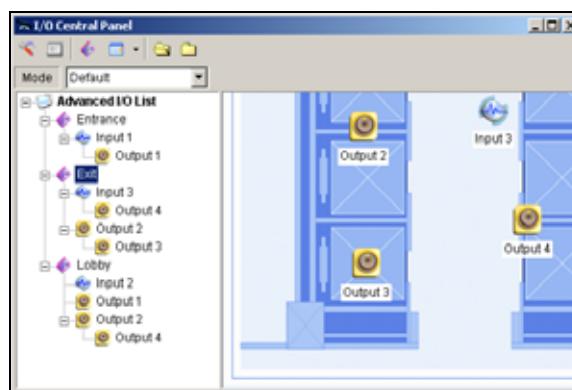 I/O Central Panel
Mode Default
Advanced I/O List
Entrance
Input 1
Output 1
Exit
Input 3
Output 4
Output 2
Output 3
Lobby
Input 2
Output 1
Output 2
Output 4
Output 2
Input 3
Output 4
Output 3